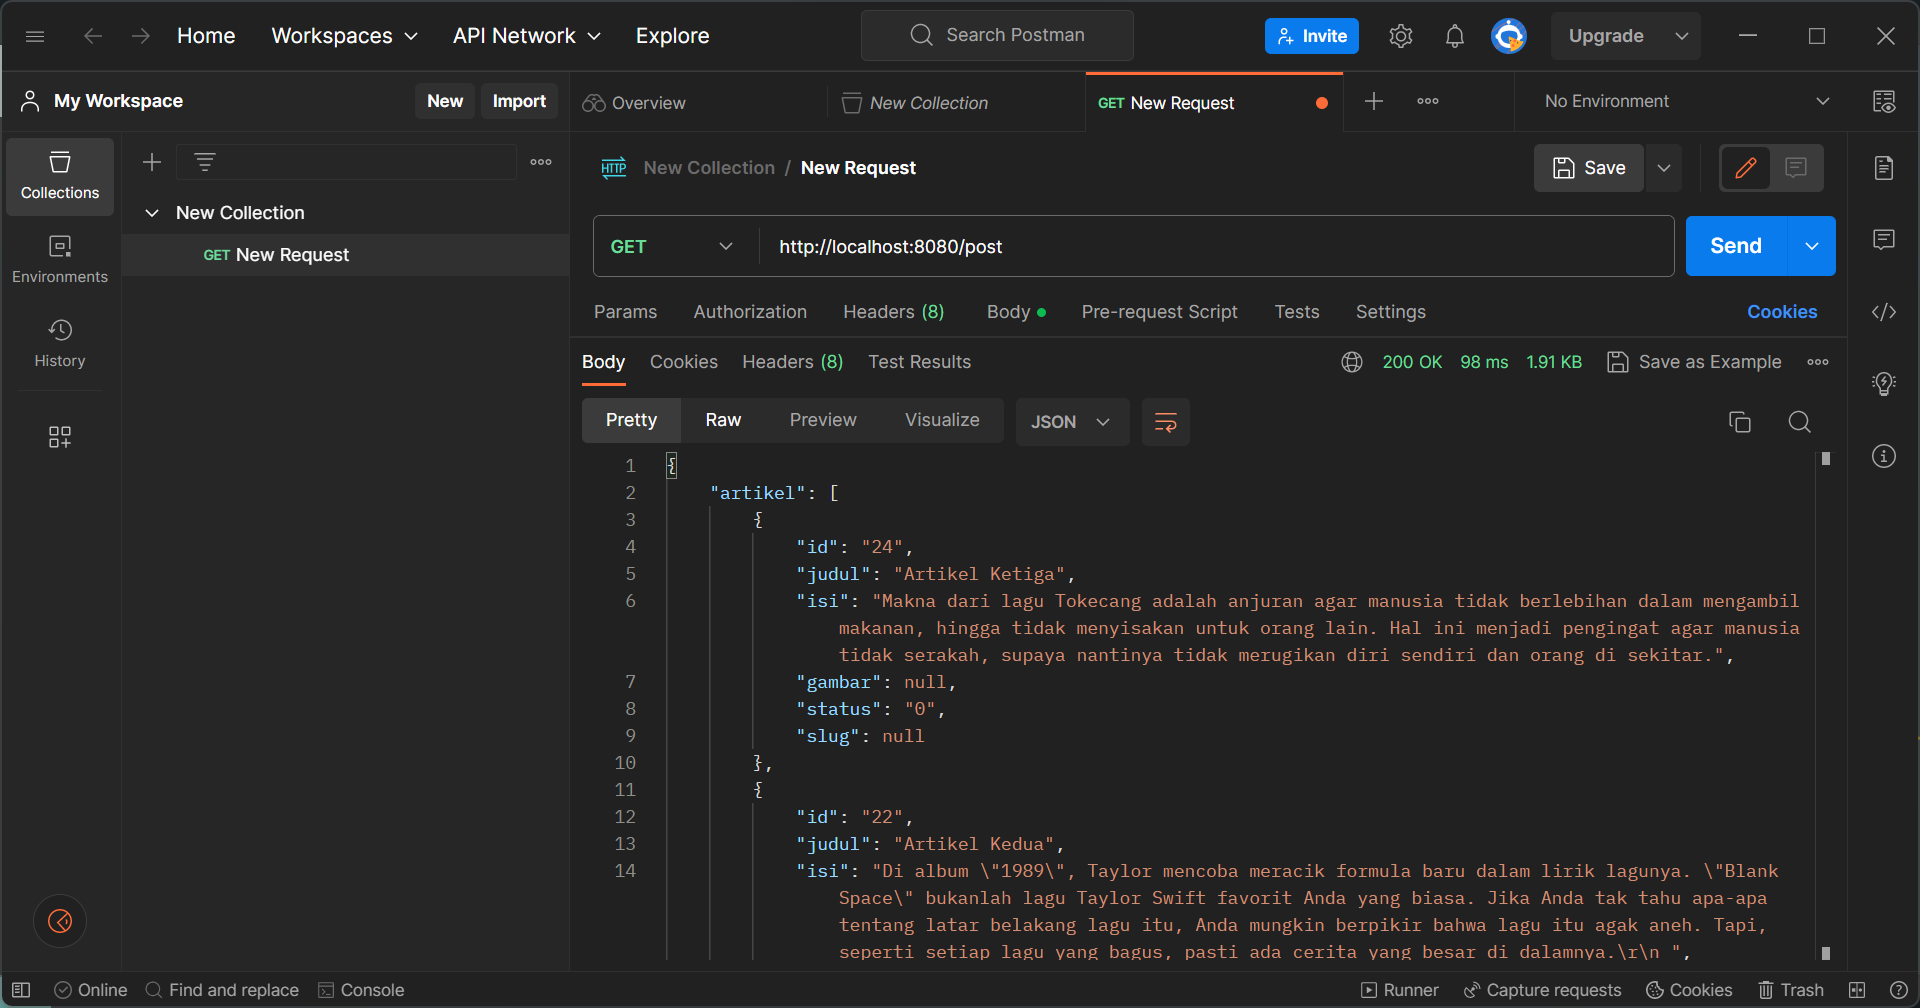 Home Workspaces API Network Explore Search Postman Invite Upgrade
My Workspace New Import Overview New Collection GET New Request No Environment
Collections
Environments
History
New Collection
GET New Request
HTTP New Collection / New Request Save
GET http://localhost:8080/post Send
Params Authorization Headers (8) Body Pre-request Script Tests Settings Cookies
Body Cookies Headers (8) Test Results 200 OK 98 ms 1.91 KB Save as Example
Pretty Raw Preview Visualize JSON
1 {
2 "artikel": [
3 {
4 "id": "24",
5 "judul": "Artikel Ketiga",
6 "isi": "Makna dari lagu Tokecang adalah anjuran agar manusia tidak berlebihan dalam mengambil
makanan, hingga tidak menyisakan untuk orang lain. Hal ini menjadi pengingat agar manusia
tidak serakah, supaya nantinya tidak merugikan diri sendiri dan orang di sekitar.",
7 "gambar": null,
8 "status": "0",
9 "slug": null
10 },
11 {
12 "id": "22",
13 "judul": "Artikel Kedua",
14 "isi": "Di album \"1989\", Taylor mencoba meracik formula baru dalam lirik lagunya. \"Blank
Space\" bukanlah lagu Taylor Swift favorit Anda yang biasa. Jika Anda tak tahu apa-apa
tentang latar belakang lagu itu, Anda mungkin berpikir bahwa lagu itu agak aneh. Tapi,
seperti setiap lagu yang bagus, pasti ada cerita yang besar di dalamnya.\r\n ",
Online Find and replace Console Runner Capture requests Cookies Trash